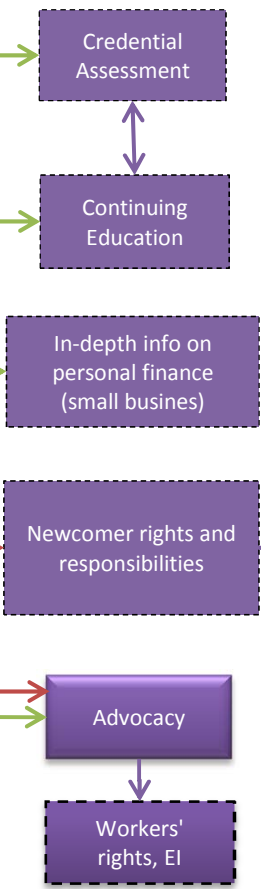 Credential
Assessment
Continuing
Education
In-depth info on
personal finance
(small busines)
Newcomer rights and
responsibilities
Advocacy
Workers'
rights, EI